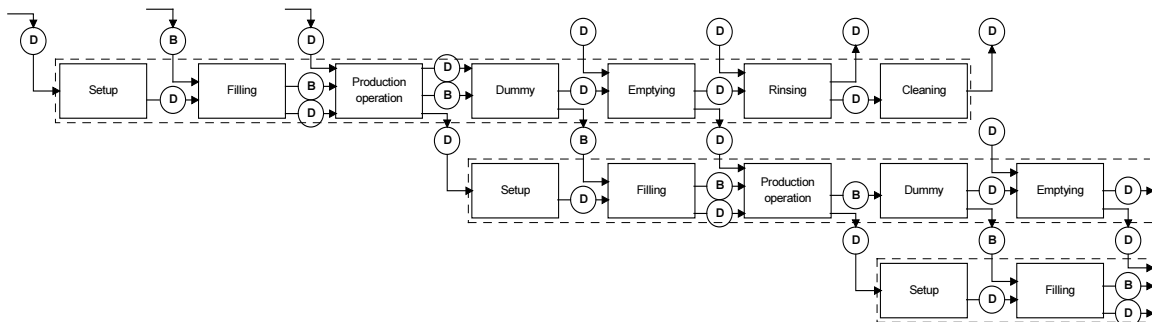 D
B
D
D
D
D
D
Setup
D
Filling
B
D
Production
operation
D
B
Dummy
D
Emptying
D
Rinsing
D
Cleaning
D
B
D
D
Setup
D
Filling
B
D
Production
operation
B
Dummy
D
Emptying
D
D
B
D
Setup
D
Filling
B
D